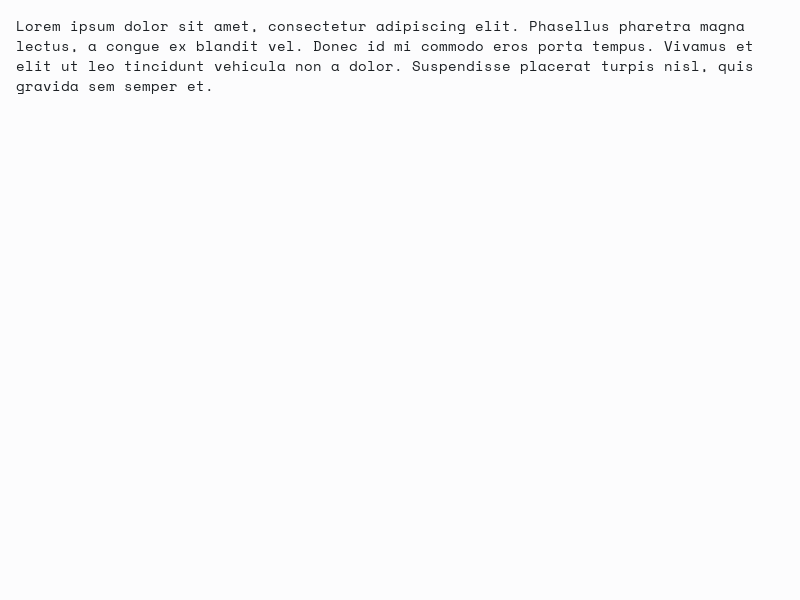 Lorem ipsum dolor sit amet, consectetur adipiscing elit. Phasellus pharetra magna
lectus, a congue ex blandit vel. Donec id mi commodo eros porta tempus. Vivamus et
elit ut leo tincidunt vehicula non a dolor. Suspendisse placerat turpis nisl, quis
gravida sem semper et.